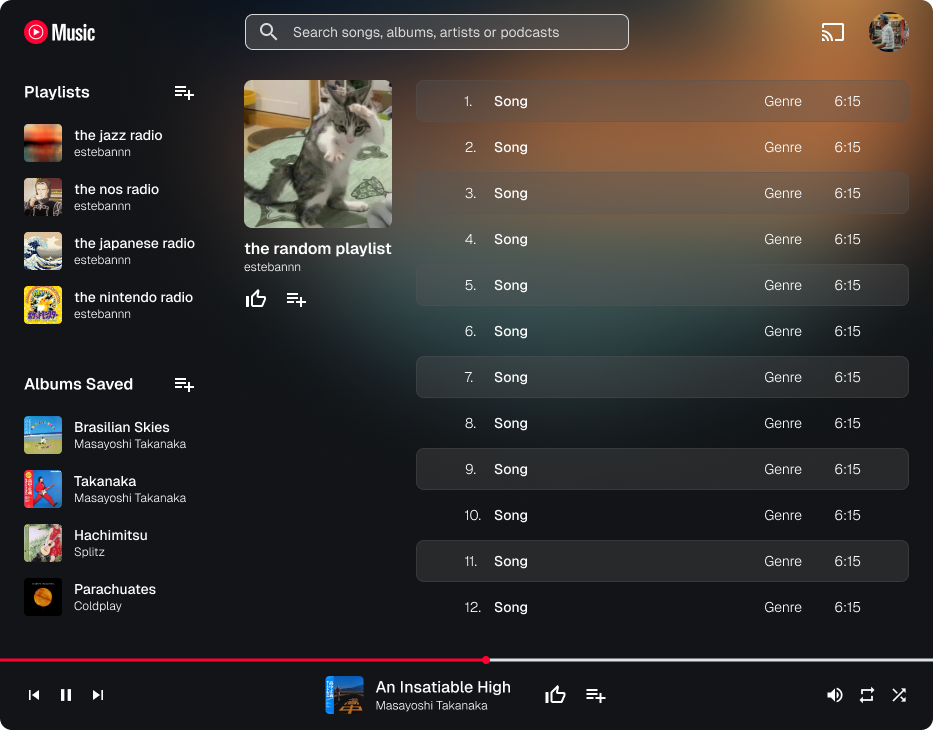 Music
Search songs, albums, artists or podcasts
Playlists
the jazz radio
estebannn
the nos radio
estebannn
the japanese radio
estebannn
the nintendo radio
estebannn
Albums Saved
Brasilian Skies
Masayoshi Takanaka
Takanaka
Masayoshi Takanaka
Hachimitsu
Splitz
Parachuates
Coldplay
the random playlist
estebannn
1. Song Genre 6:15
2. Song Genre 6:15
3. Song Genre 6:15
4. Song Genre 6:15
5. Song Genre 6:15
6. Song Genre 6:15
7. Song Genre 6:15
8. Song Genre 6:15
9. Song Genre 6:15
10. Song Genre 6:15
11. Song Genre 6:15
12. Song Genre 6:15
An Insatiable High
Masayoshi Takanaka